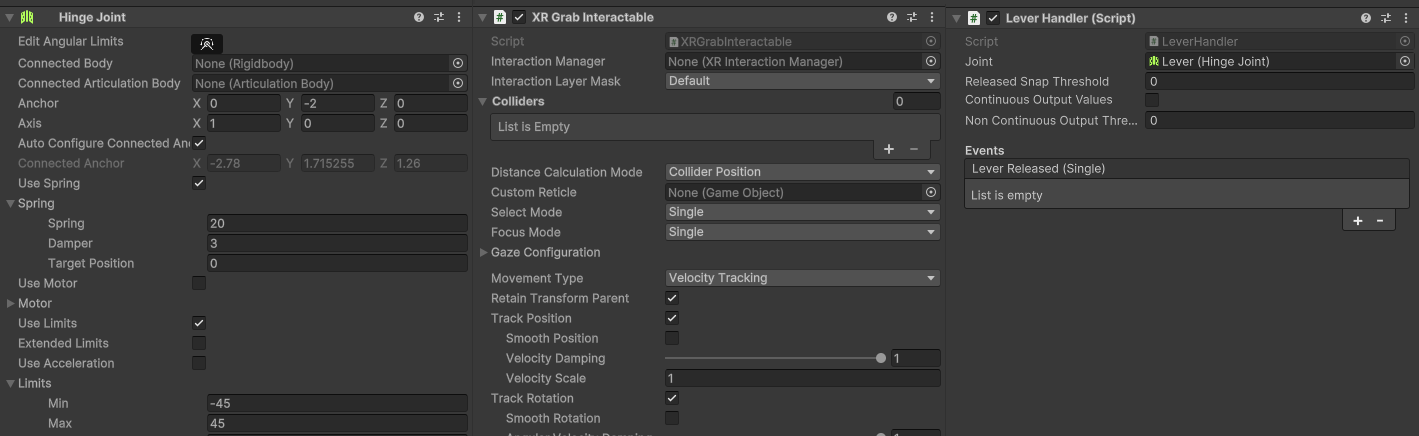 Hinge Joint
Edit Angular Limits
Connected Body None (Rigidbody)
Connected Articulation Body None (Articulation Body)
Anchor X 0 Y -2 Z 0
Axis X 1 Y 0 Z 0
Auto Configure Connected An
Connected Anchor X -2.78 Y 1.715255 Z 1.26
Use Spring
Spring
Spring 20
Damper 3
Target Position 0
Use Motor
Motor
Use Limits
Extended Limits
Use Acceleration
Limits
Min -45
Max 45
# XR Grab Interactable
Script # XRGrabInteractable
Interaction Manager None (XR Interaction Manager)
Interaction Layer Mask Default
Colliders 0
List is Empty
+ −
Distance Calculation Mode Collider Position
Custom Reticle None (Game Object)
Select Mode Single
Focus Mode Single
Gaze Configuration
Movement Type Velocity Tracking
Retain Transform Parent
Track Position
Smooth Position
Velocity Damping 1
Velocity Scale 1
Track Rotation
Smooth Rotation
Angular Velocity Damping 1
# Lever Handler (Script)
Script # LeverHandler
Joint Lever (Hinge Joint)
Released Snap Threshold 0
Continuous Output Values
Non Continuous Output Thre... 0
Events
Lever Released (Single)
List is empty
+ -